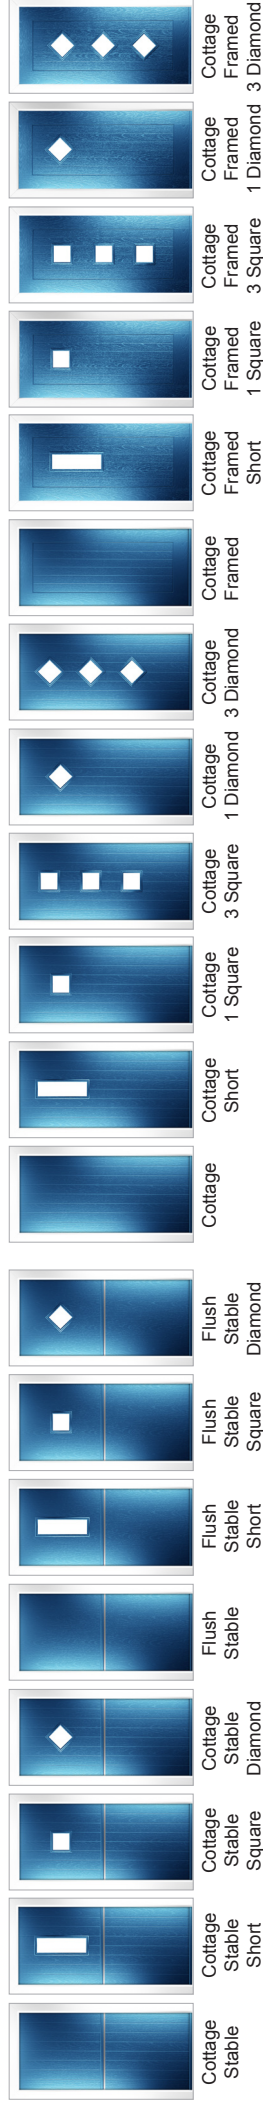 Cottage
Stable
Cottage
Stable
Short
Cottage
Stable
Square
Cottage
Stable
Diamond
Flush
Stable
Flush
Stable
Short
Flush
Stable
Square
Flush
Stable
Diamond
Cottage
Cottage
Short
Cottage
1 Square
Cottage
3 Square
Cottage
1 Diamond
Cottage
3 Diamond
Cottage
Framed
Cottage
Framed
Short
Cottage
Framed
1 Square
Cottage
Framed
3 Square
Cottage
Framed
1 Diamond
Cottage
Framed
3 Diamond